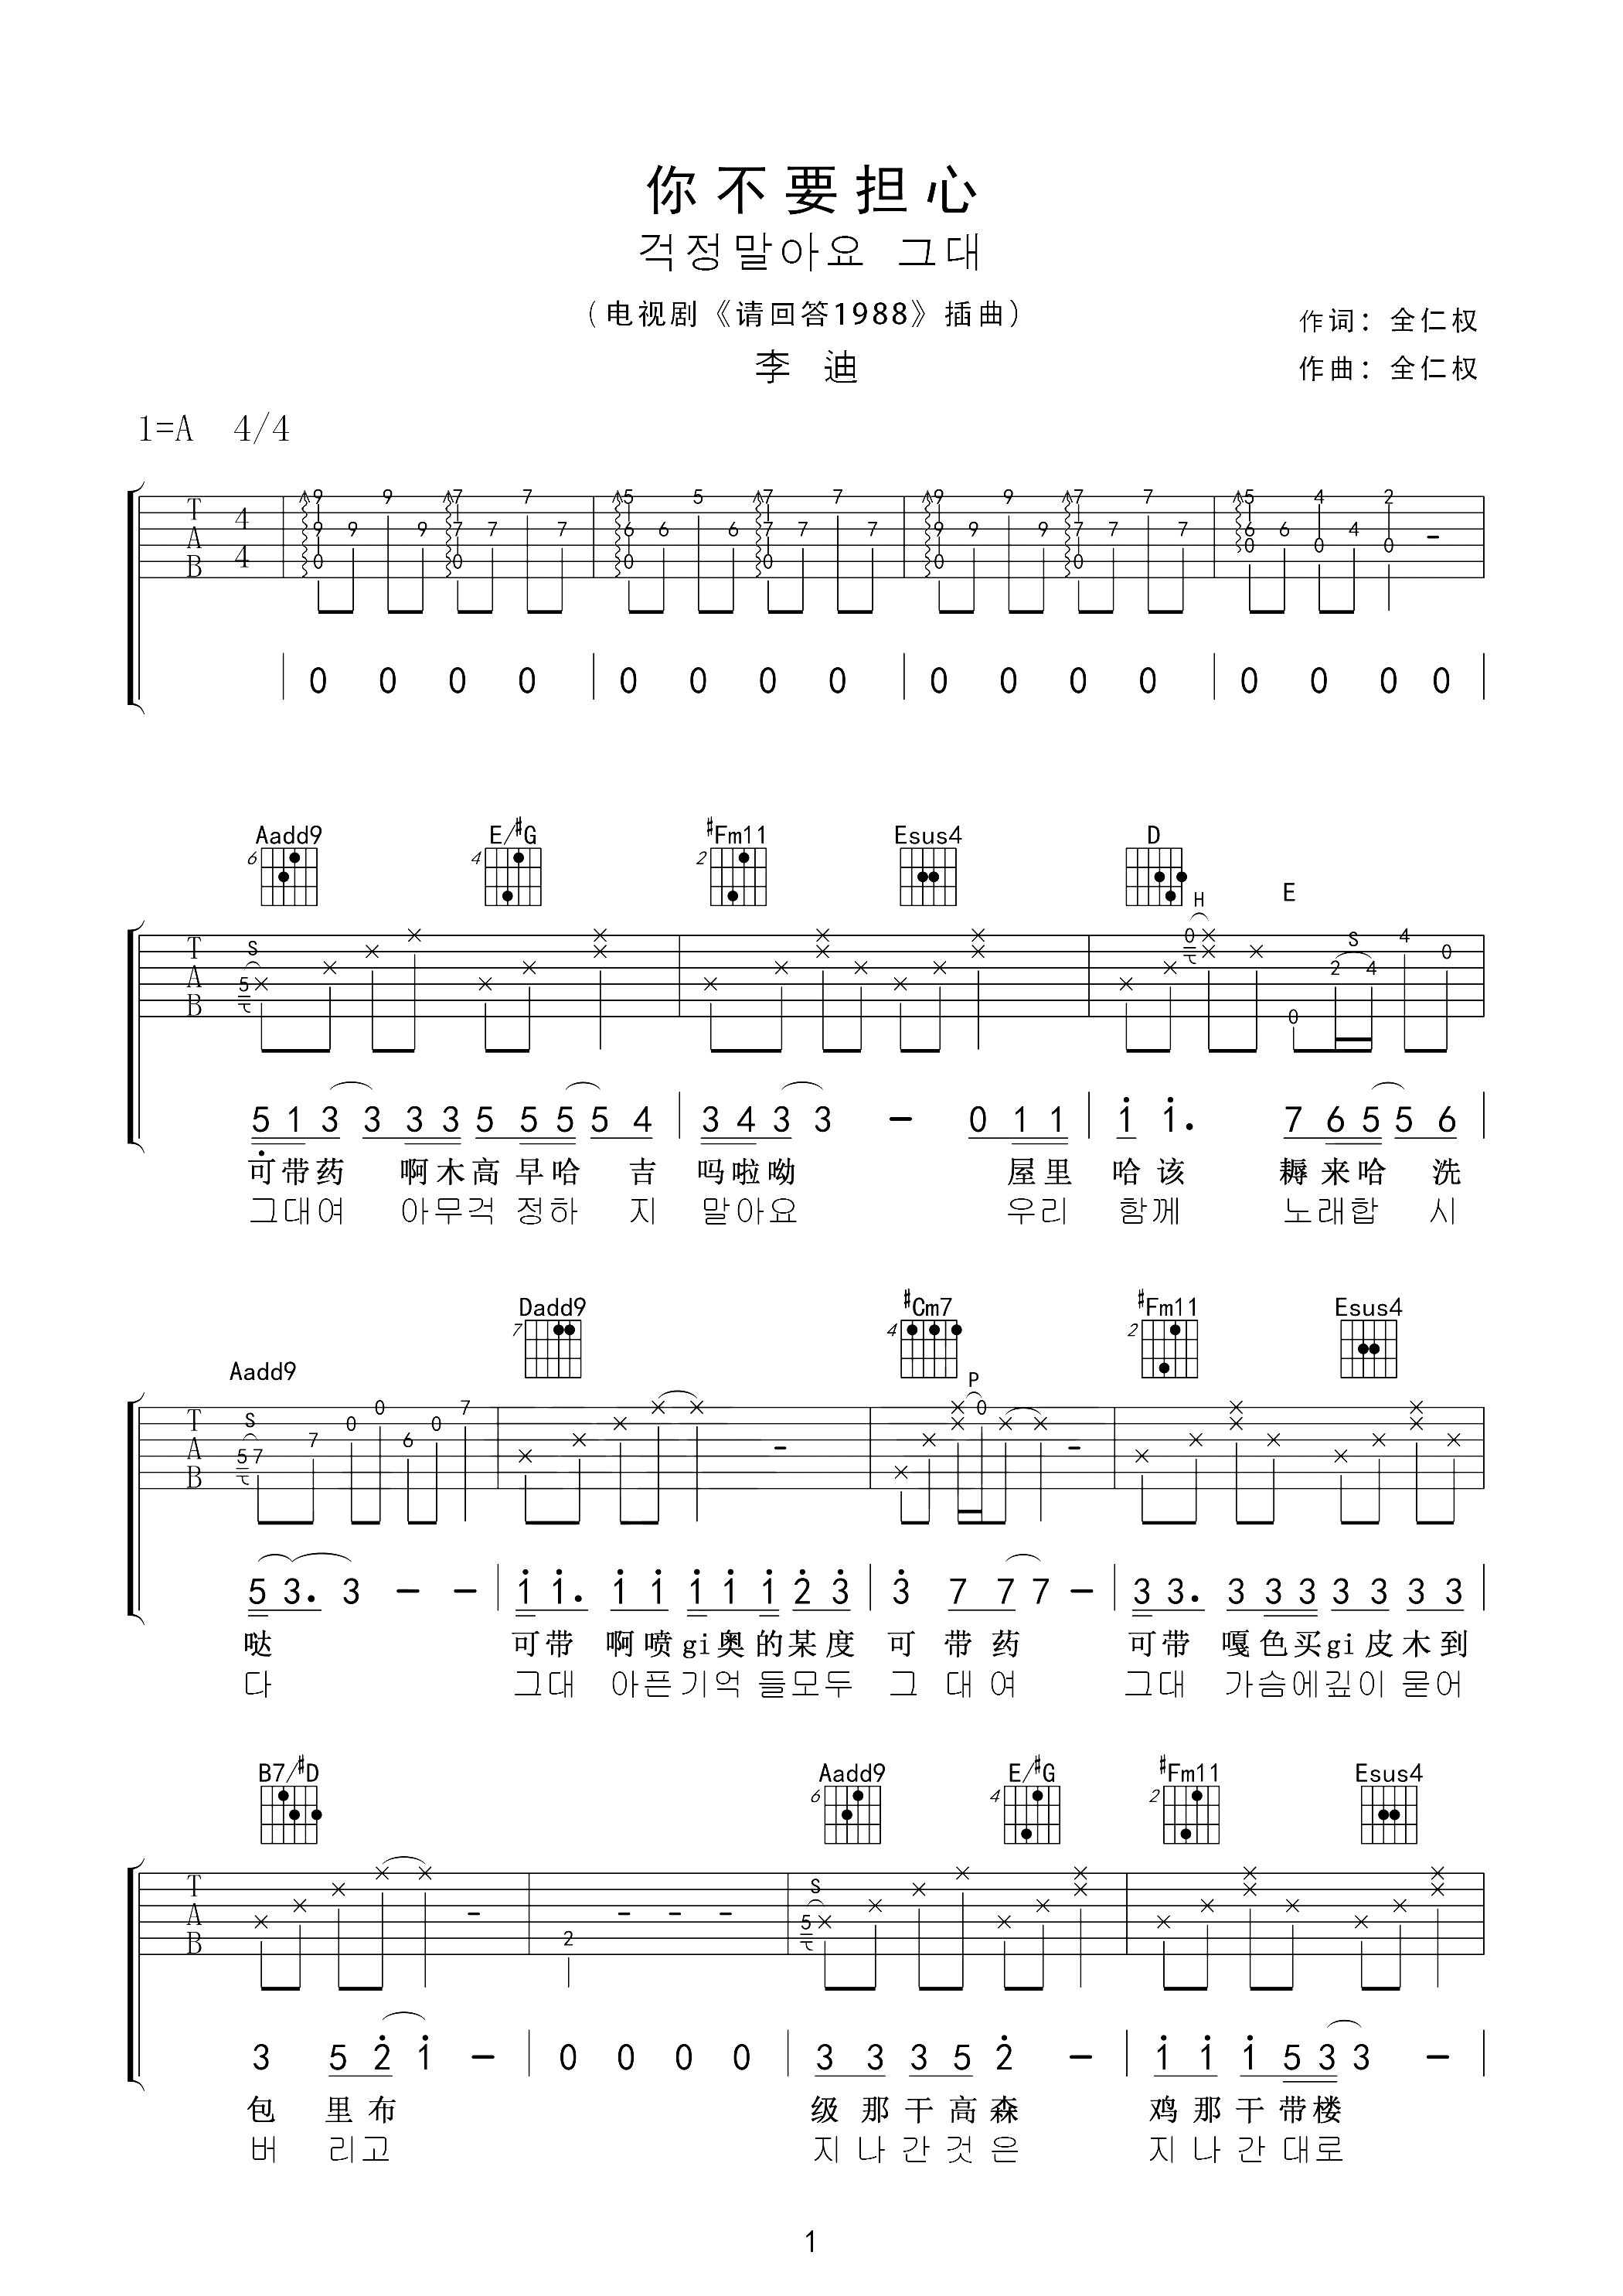 你不要担心
걱정말아요 그대
（电视剧《请回答1988》插曲）
作词：全仁权
李 迪
作曲：全仁权
1=A 4/4
T A B 4/4 9 9 0 9 9 9 7 7 0 7 7 7 5 6 0 6 5 6 7 7 0 7 7 7 9 9 0 9 9 9 7 7 0 7 7 7 5 6 0 6 4 0 4 2 0 -
0 0 0 0 | 0 0 0 0 | 0 0 0 0 | 0 0 0 0
Aadd9 E/#G #Fm11 Esus4 D
6 4 2
H E
T A B S 5 0 0 2 S 4 4 0
5 1 3 3 3 3 5 5 5 5 4 | 3 4 3 3 - 0 1 1 | 1 1. 7 6 5 5 6
可带药 啊木高 早哈 吉 吗啦呦 屋里 哈该 耨来哈 洗
그대여 아무걱 정하 지 말아요 우리 함께 노래합 시
Dadd9 #Cm7 #Fm11 Esus4
7 4 2
Aadd9 P
T A B S 5 7 7 0 0 6 0 7 - 0 -
5 3. 3 - - | 1 1. 1 1 1 1 1 2 3 | 3 7 7 7 - | 3 3. 3 3 3 3 3 3 3
哒 可带 啊喷gi奥的某度 可 带药 可带 嘎色买gi皮木到
다 그대 아픈기억 들모두 그 대여 그대 가슴에깊이 묻어
B7/#D Aadd9 E/#G #Fm11 Esus4
6 4 2
T A B - 2 - - - S 5
3 5 2 1 - | 0 0 0 0 | 3 3 3 5 2 - | 1 1 1 5 3 3 -
包 里布 级那干高森 鸡那干带楼
버 리고 지나간것은 지나간대로
1